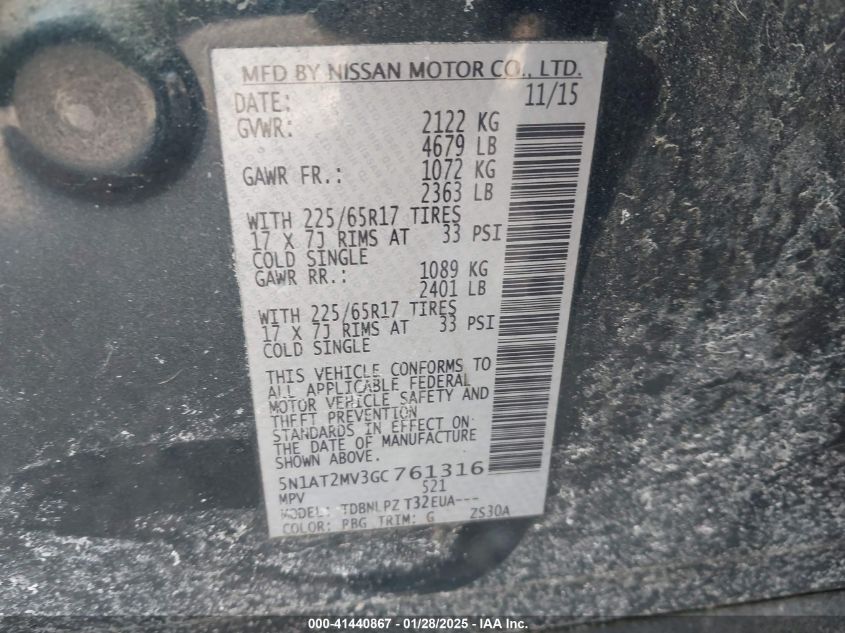 MFD BY NISSAN MOTOR CO., LTD.
DATE: 11/15
GVWR: 2122 KG
4679 LB
GAWR FR.: 1072 KG
2363 LB
WITH 225/65R17 TIRES
17 X 7J RIMS AT 33 PSI
COLD SINGLE
GAWR RR.: 1089 KG
2401 LB
WITH 225/65R17 TIRES
17 X 7J RIMS AT 33 PSI
COLD SINGLE
THIS VEHICLE CONFORMS TO
ALL APPLICABLE FEDERAL
MOTOR VEHICLE SAFETY AND
THEFT PREVENTION
STANDARDS IN EFFECT ON
THE DATE OF MANUFACTURE
SHOWN ABOVE.
5N1AT2MV3GC761316
MPV 521
MODEL: TDBNLPZ T32EUA---
COLOR: PBG TRIM: G ZS30A
000-41440867 / 01/28/2025 / IAA Inc.